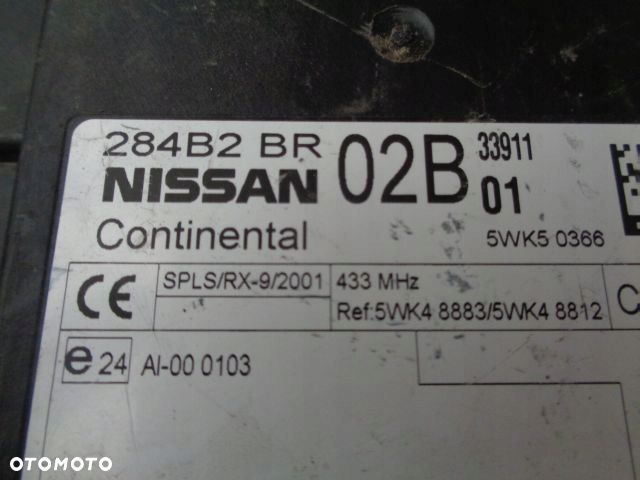 284B2 BR 02B 33911
NISSAN 01
Continental 5WK5 0366
CE SPLS/RX-9/2001 433 MHz C
Ref:5WK4 8883/5WK4 8812
e24 AI-00 0103
OTOMOTO